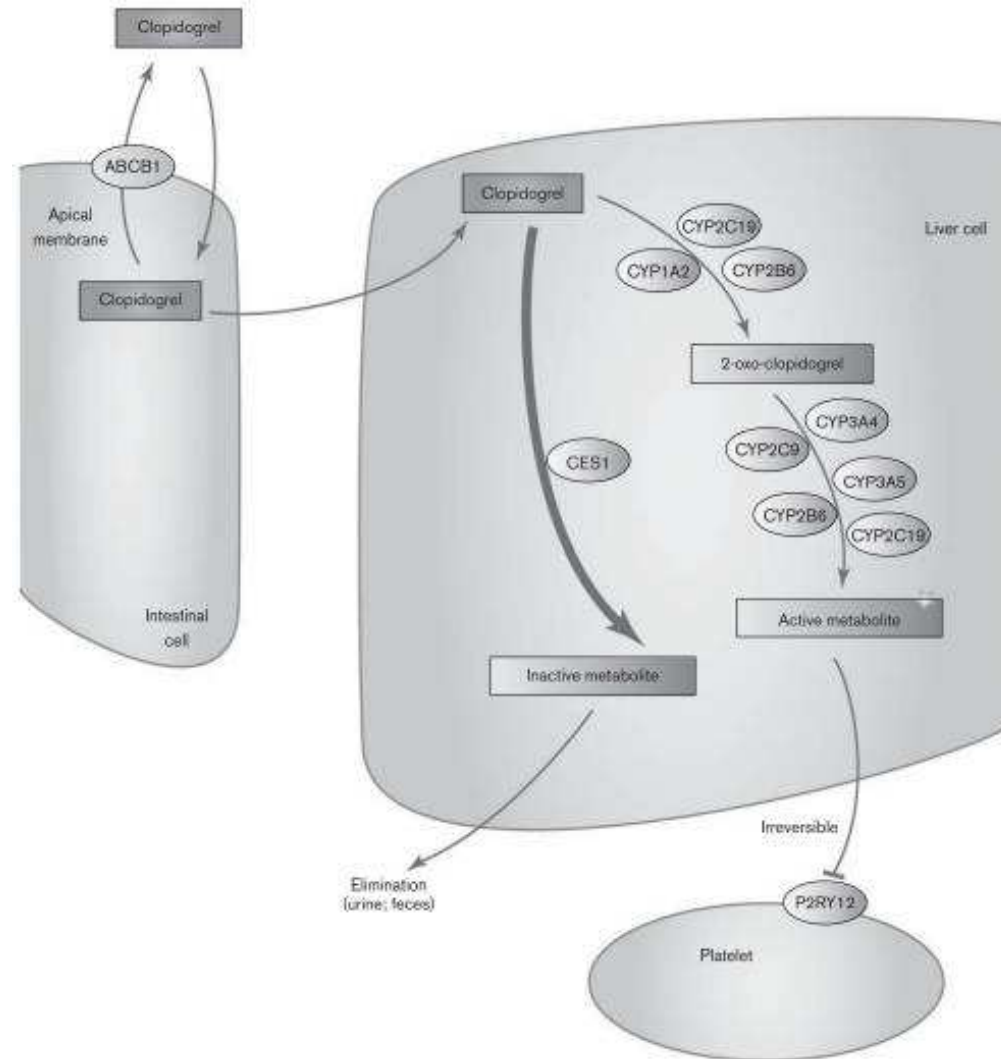 Clopidogrel
ABCB1
Apical
membrane
Clopidogrel
Intestinal
cell
Clopidogrel
Liver cell
CYP2C19
CYP1A2
CYP2B6
2-oxo-clopidogrel
CYP3A4
CYP2C9
CYP3A5
CYP2B6
CYP2C19
CES1
Active metabolite
Inactive metabolite
Irreversible
Elimination
(urine; feces)
P2RY12
Platelet